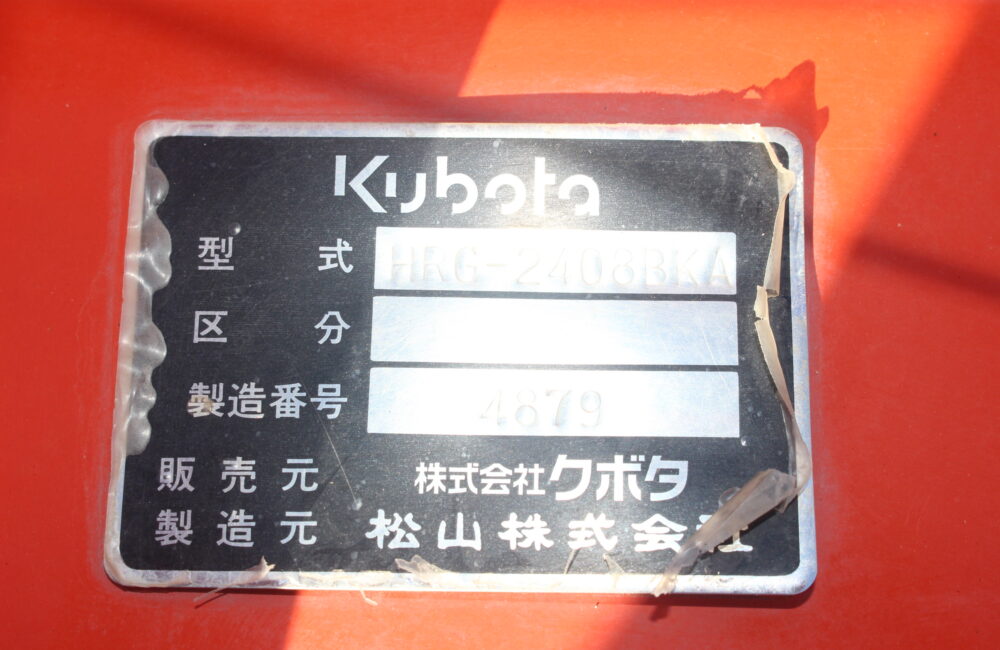 Kubota
型式 HRG-2408BKA
区分
製造番号 4879
販売元 株式会社クボタ
製造元 松山株式会社